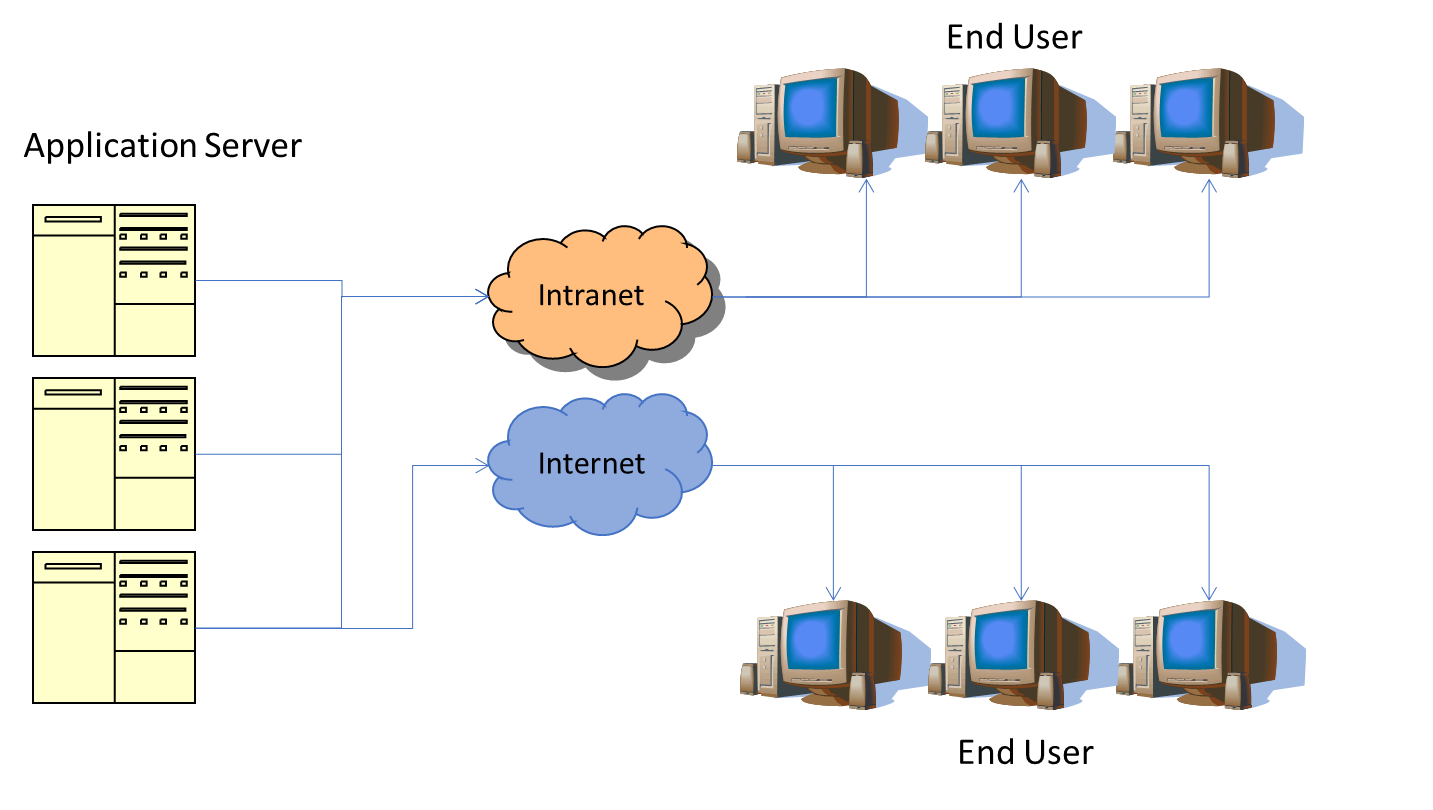 End User
Application Server
Intranet
Internet
End User